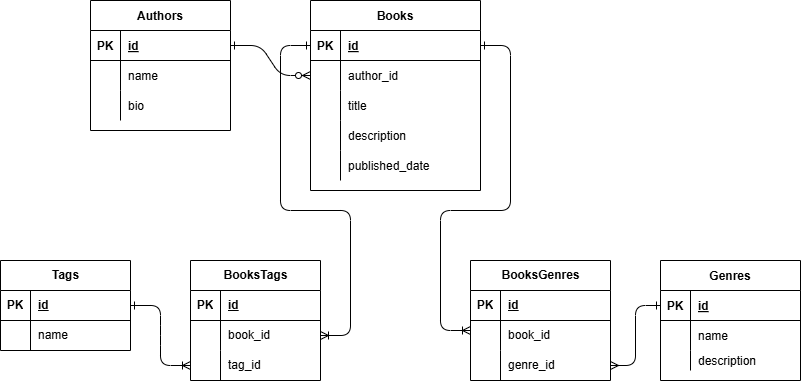 Authors
PK id
name
bio
Books
PK id
author_id
title
description
published_date
Tags
PK id
name
BooksTags
PK id
book_id
tag_id
BooksGenres
PK id
book_id
genre_id
Genres
PK id
name
description